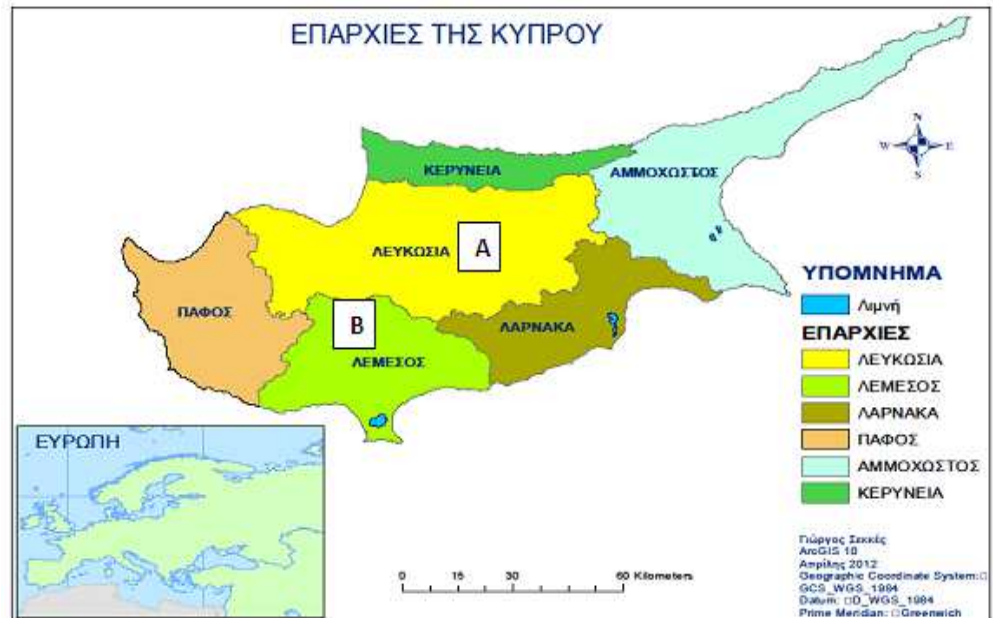 ΕΠΑΡΧΙΕΣ ΤΗΣ ΚΥΠΡΟΥ
N
W E
S
ΚΕΡΥΝΕΙΑ
ΑΜΜΟΧΩΣΤΟΣ
ΛΕΥΚΩΣΙΑ
A
ΠΑΦΟΣ
B
ΛΑΡΝΑΚΑ
ΛΕΜΕΣΟΣ
ΥΠΟΜΝΗΜΑ
Λιμνή
ΕΠΑΡΧΙΕΣ
ΛΕΥΚΩΣΙΑ
ΛΕΜΕΣΟΣ
ΛΑΡΝΑΚΑ
ΠΑΦΟΣ
ΑΜΜΟΧΩΣΤΟΣ
ΚΕΡΥΝΕΙΑ
ΕΥΡΩΠΗ
0 15 30 60 Kilometers
Γιώργος Σεκκές
ArcGIS 10
Απρίλης 2012
Geographic Coordinate System:□
GCS_WGS_1984
Datum: □D_WGS_1984
Prime Meridian: □Greenwich